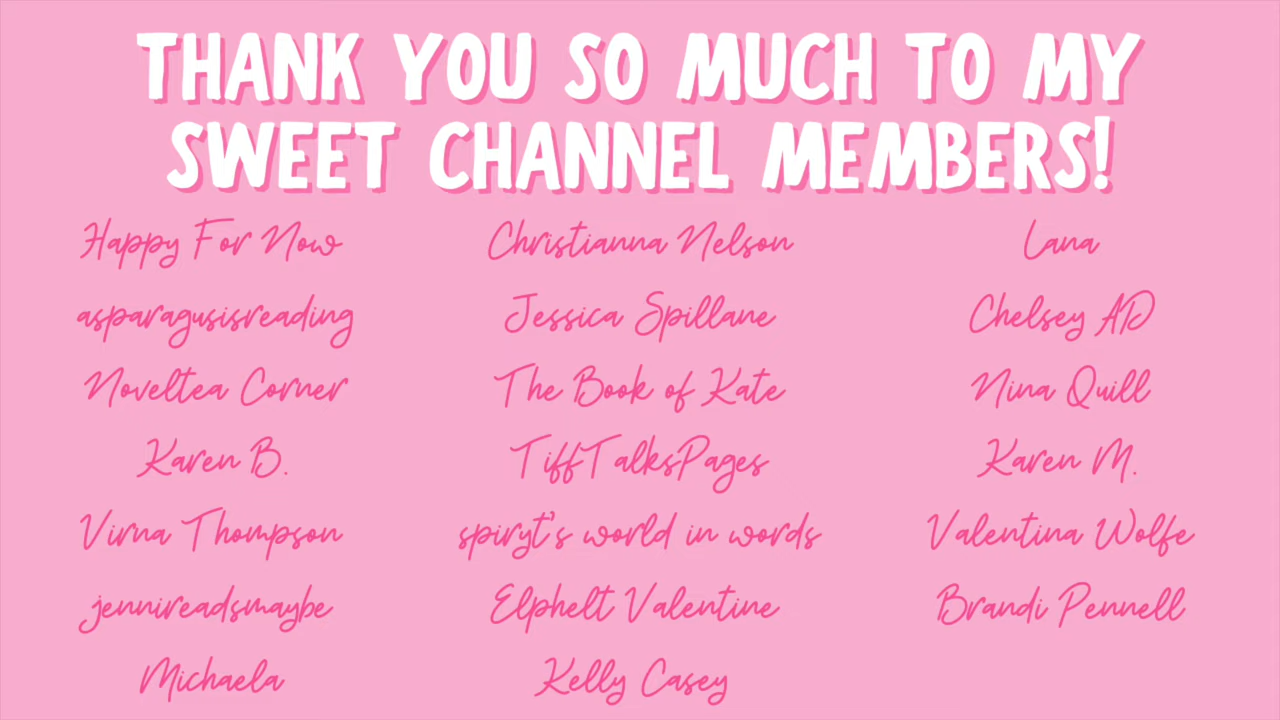 THANK YOU SO MUCH TO MY
SWEET CHANNEL MEMBERS!
Happy For Now
asparagusisreading
Noveltea Corner
Karen B.
Virna Thompson
jennireadsmaybe
Michaela
Christianna Nelson
Jessica Spillane
The Book of Kate
TiffTalksPages
spiryt's world in words
Elphelt Valentine
Kelly Casey
Lana
Chelsey AD
Nina Quill
Karen M.
Valentina Wolfe
Brandi Pennell